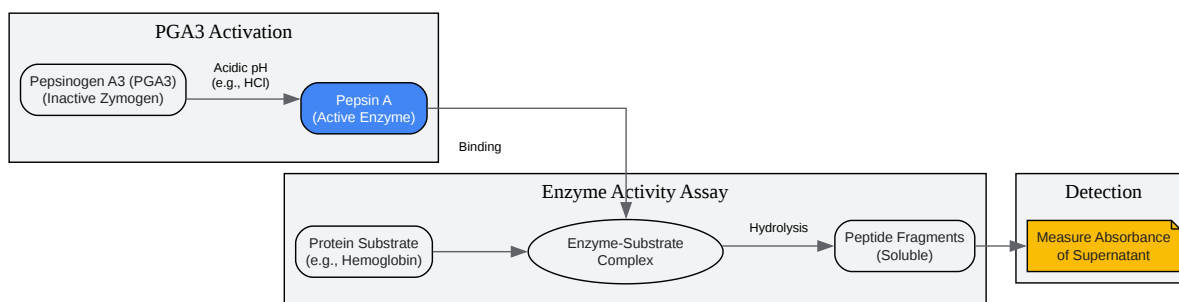 PGA3 Activation
Pepsinogen A3 (PGA3)
(Inactive Zymogen)
Acidic pH
(e.g., HCl)
Pepsin A
(Active Enzyme)
Binding
Enzyme Activity Assay
Protein Substrate
(e.g., Hemoglobin)
Enzyme-Substrate
Complex
Hydrolysis
Peptide Fragments
(Soluble)
Detection
Measure Absorbance
of Supernatant